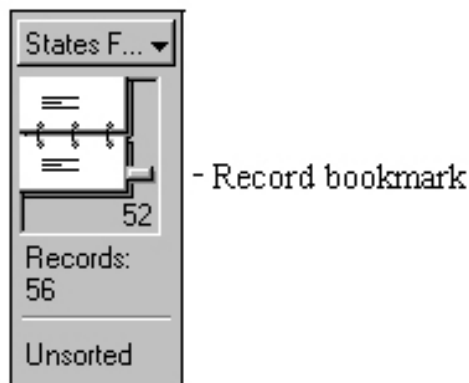 States F...
- Record bookmark
52
Records:
56
Unsorted